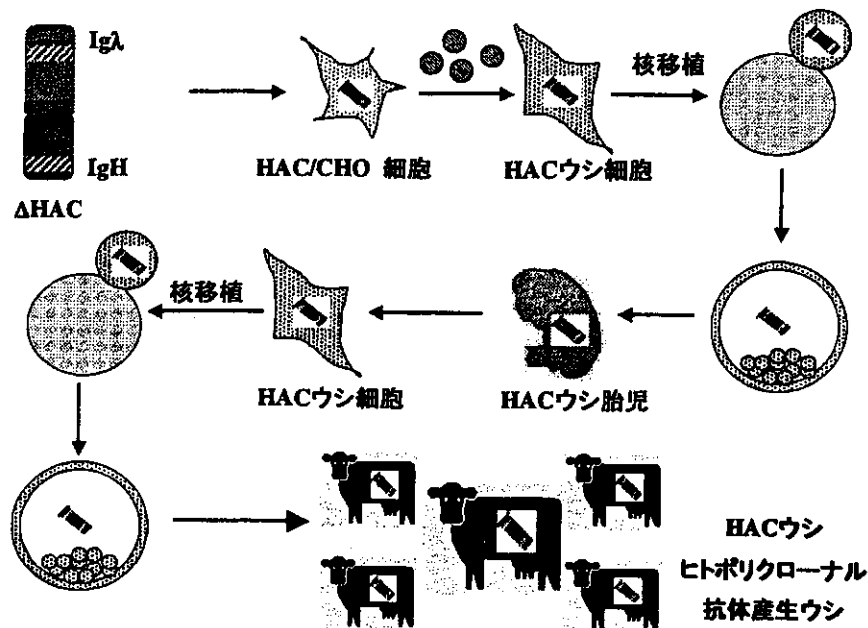 Igλ
IgH
ΔHAC
HAC/CHO 細胞
HACウシ細胞
核移植
核移植
HACウシ細胞
HACウシ胎児
HACウシ
ヒトポリクローナル
抗体産生ウシ